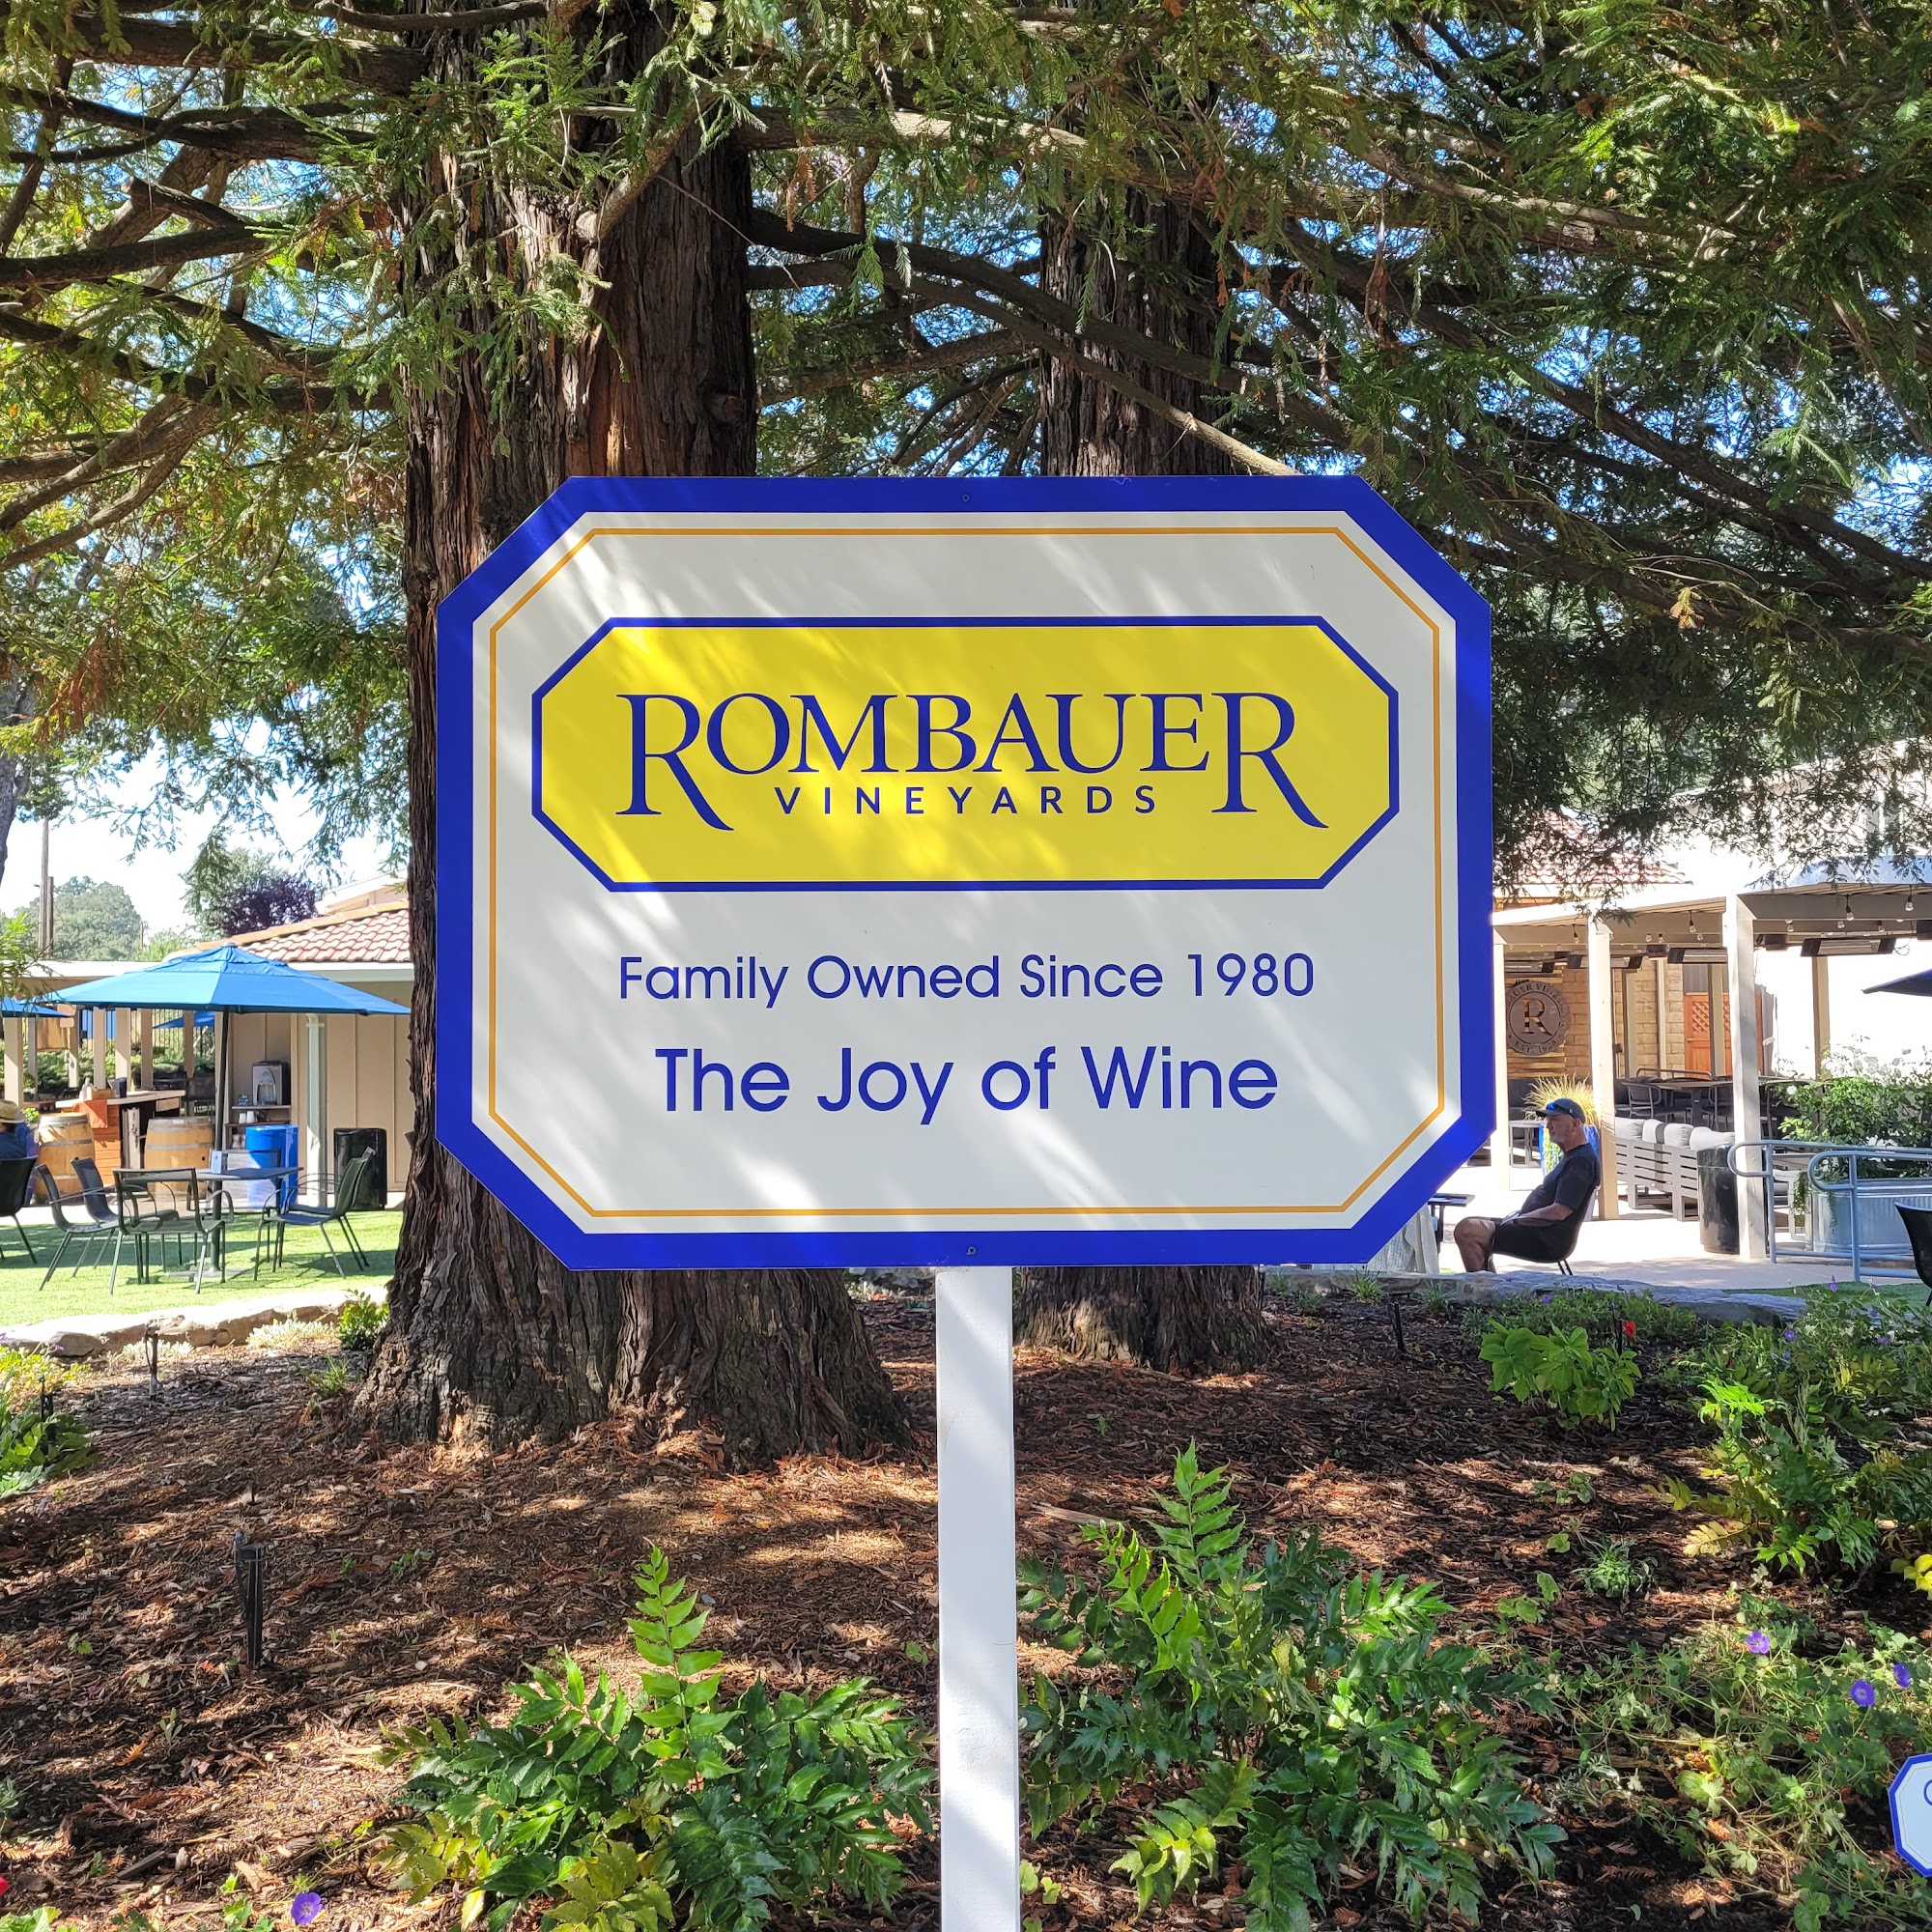 ROMBAUER
VINEYARDS
Family Owned Since 1980
The Joy of Wine
R